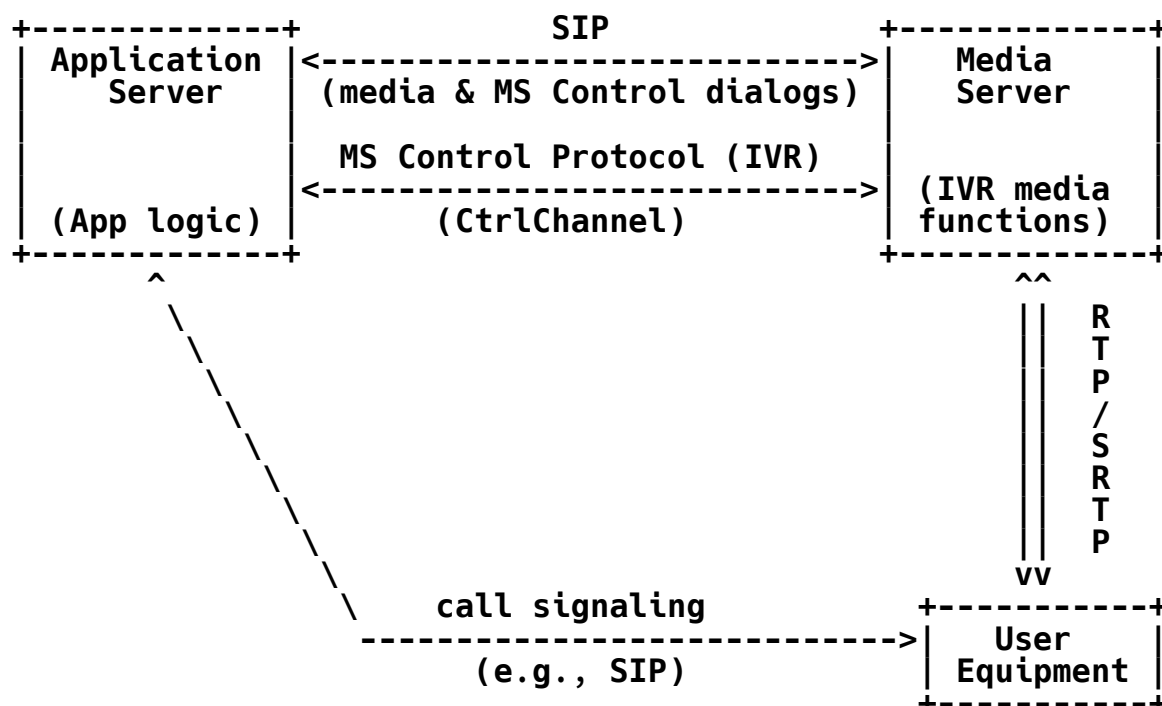 SIP
Application Media
Server (media & MS Control dialogs) Server
MS Control Protocol (IVR)
(IVR media
(App logic) (CtrlChannel) functions)
R
T
P
/
S
R
T
P
call signaling
User
(e.g., SIP) Equipment